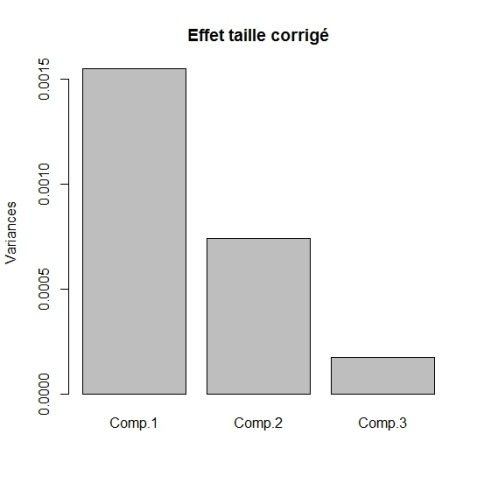 Effet taille corrigé
0.0015
0.0010
0.0005
0.0000
Variances
Comp.1
Comp.2
Comp.3